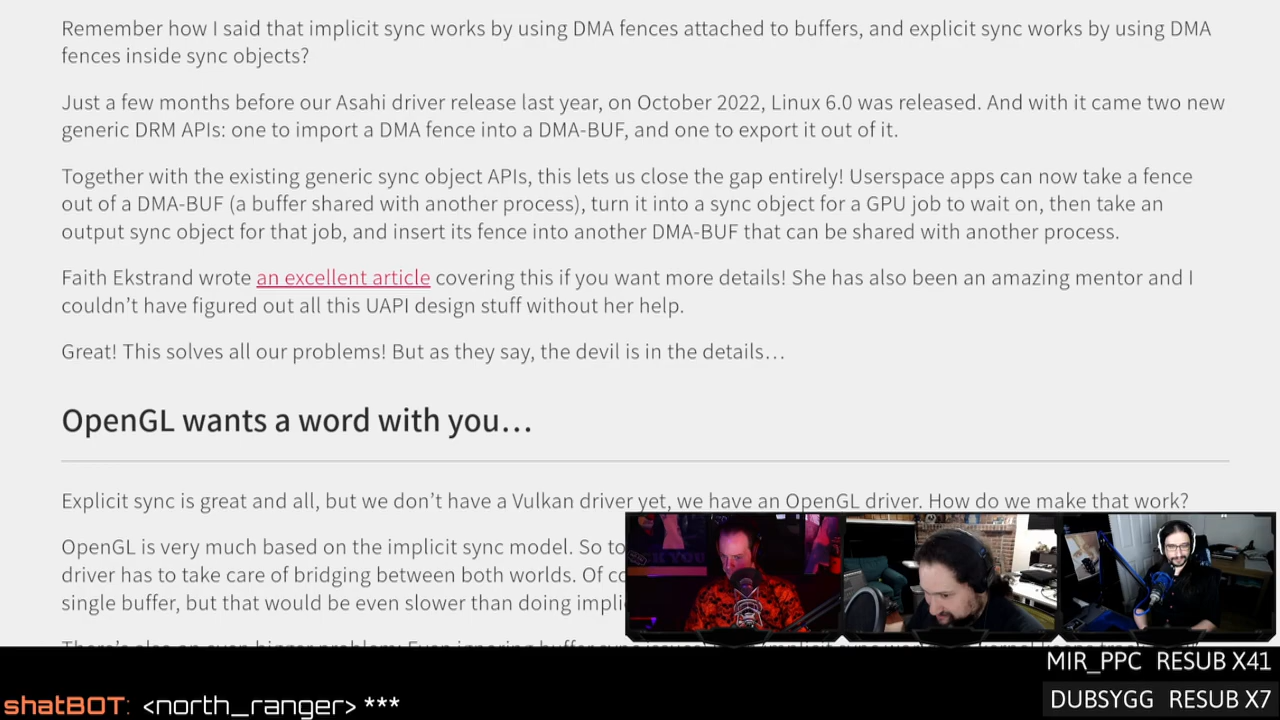 Remember how I said that implicit sync works by using DMA fences attached to buffers, and explicit sync works by using DMA
fences inside sync objects?
Just a few months before our Asahi driver release last year, on October 2022, Linux 6.0 was released. And with it came two new
generic DRM APIs: one to import a DMA fence into a DMA-BUF, and one to export it out of it.
Together with the existing generic sync object APIs, this lets us close the gap entirely! Userspace apps can now take a fence
out of a DMA-BUF (a buffer shared with another process), turn it into a sync object for a GPU job to wait on, then take an
output sync object for that job, and insert its fence into another DMA-BUF that can be shared with another process.
Faith Ekstrand wrote an excellent article covering this if you want more details! She has also been an amazing mentor and I
couldn't have figured out all this UAPI design stuff without her help.
Great! This solves all our problems! But as they say, the devil is in the details…
OpenGL wants a word with you…
Explicit sync is great and all, but we don't have a Vulkan driver yet, we have an OpenGL driver. How do we make that work?
OpenGL is very much based on the implicit sync model. So to
driver has to take care of bridging between both worlds. Of
single buffer, but that would be even slower than doing
MIR_PPC RESUB X41
shatBOT: <north_ranger> ***
DUBSYGG RESUB X7